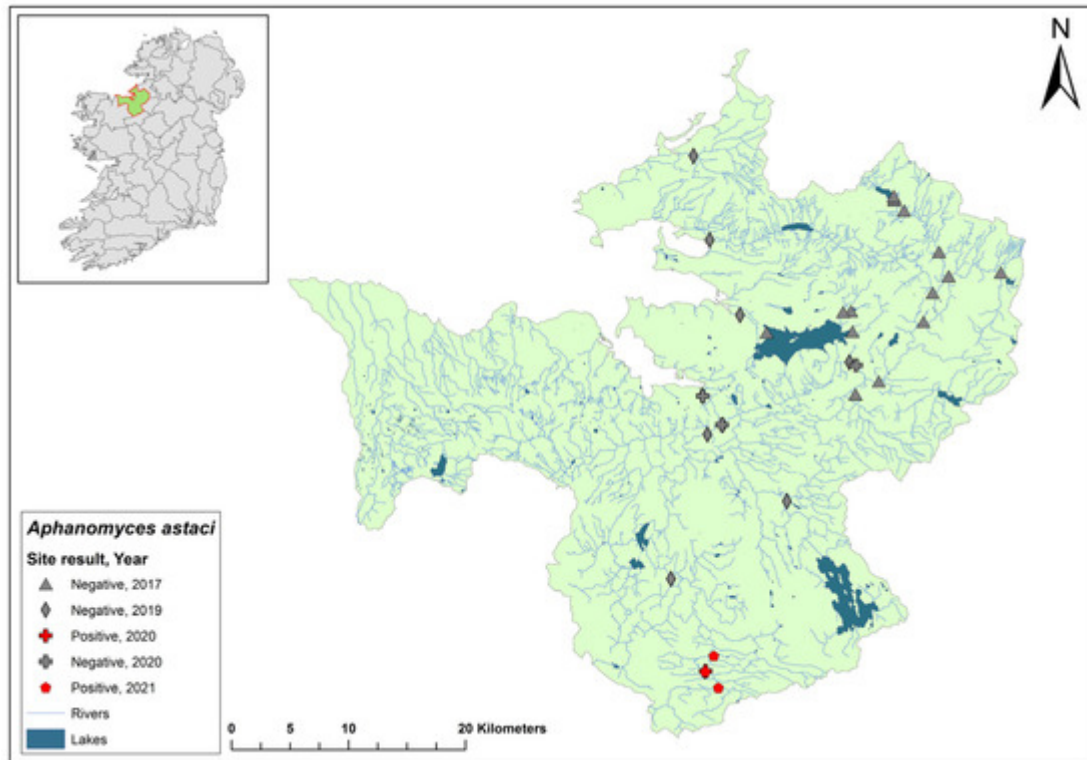 N
Aphanomyces astaci
Site result, Year
Negative, 2017
Negative, 2019
Positive, 2020
Negative, 2020
Positive, 2021
Rivers
Lakes
0 5 10 20 Kilometers